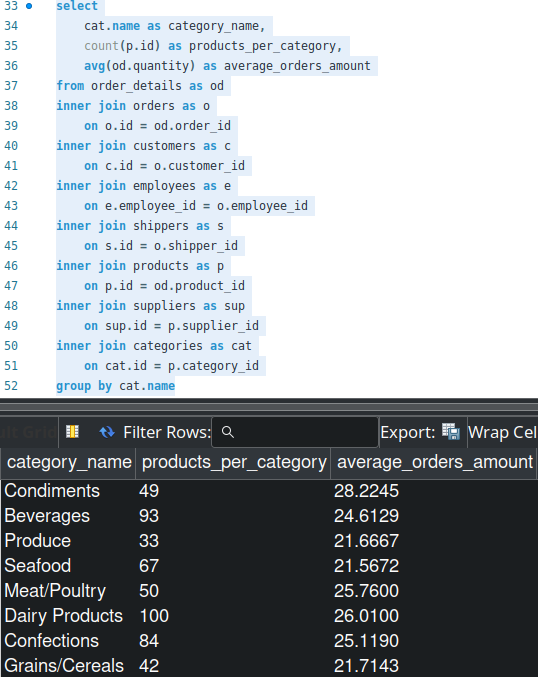 33 select
34 cat.name as category_name,
35 count(p.id) as products_per_category,
36 avg(od.quantity) as average_orders_amount
37 from order_details as od
38 inner join orders as o
39 on o.id = od.order_id
40 inner join customers as c
41 on c.id = o.customer_id
42 inner join employees as e
43 on e.employee_id = o.employee_id
44 inner join shippers as s
45 on s.id = o.shipper_id
46 inner join products as p
47 on p.id = od.product_id
48 inner join suppliers as sup
49 on sup.id = p.supplier_id
50 inner join categories as cat
51 on cat.id = p.category_id
52 group by cat.name
ult Grid Filter Rows: Export: Wrap Cel
category_name products_per_category average_orders_amount
Condiments 49 28.2245
Beverages 93 24.6129
Produce 33 21.6667
Seafood 67 21.5672
Meat/Poultry 50 25.7600
Dairy Products 100 26.0100
Confections 84 25.1190
Grains/Cereals 42 21.7143